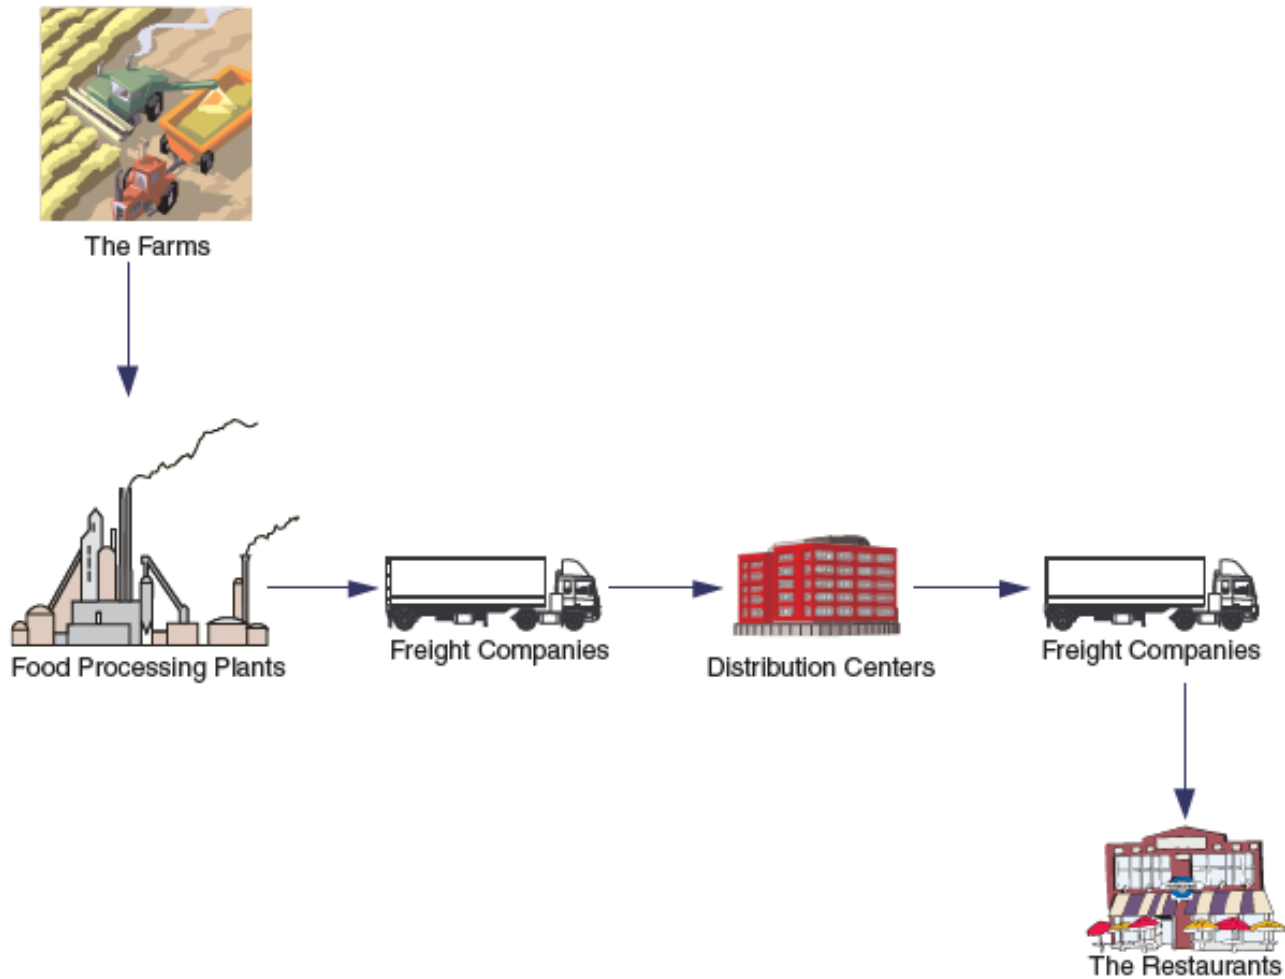 The Farms
Food Processing Plants
Freight Companies
Distribution Centers
Freight Companies
The Restaurants